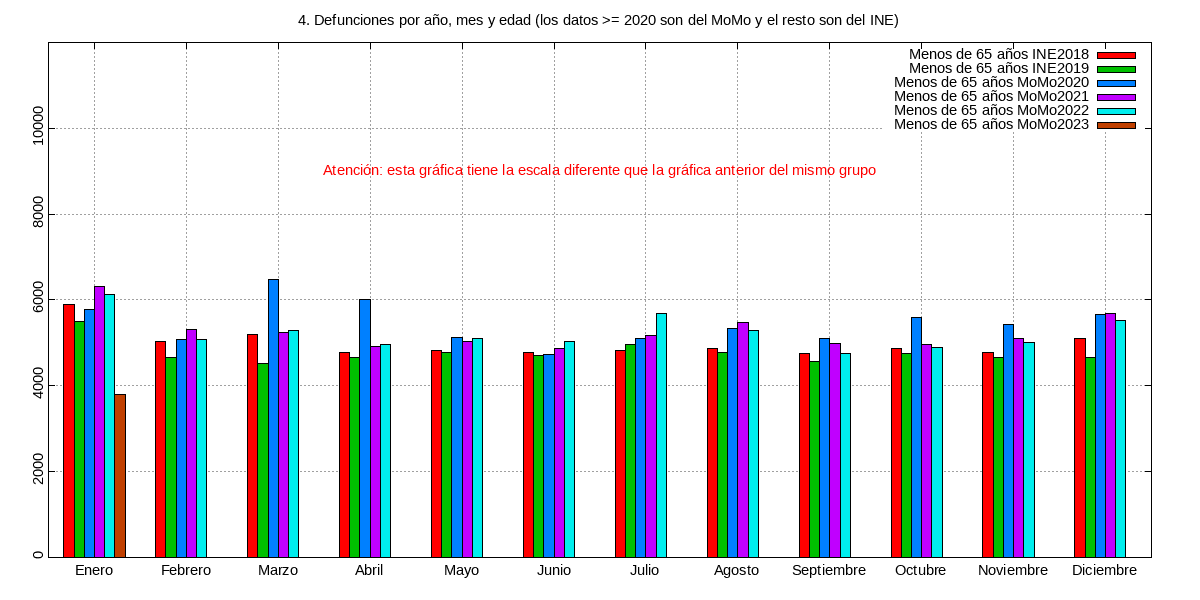 4. Defunciones por año, mes y edad (los datos >= 2020 son del MoMo y el resto son del INE)
Menos de 65 años INE2018
Menos de 65 años INE2019
Menos de 65 años MoMo2020
Menos de 65 años MoMo2021
Menos de 65 años MoMo2022
Menos de 65 años MoMo2023
Atención: esta gráfica tiene la escala diferente que la gráfica anterior del mismo grupo
10000
8000
6000
4000
2000
0
Enero Febrero Marzo Abril Mayo Junio Julio Agosto Septiembre Octubre Noviembre Diciembre